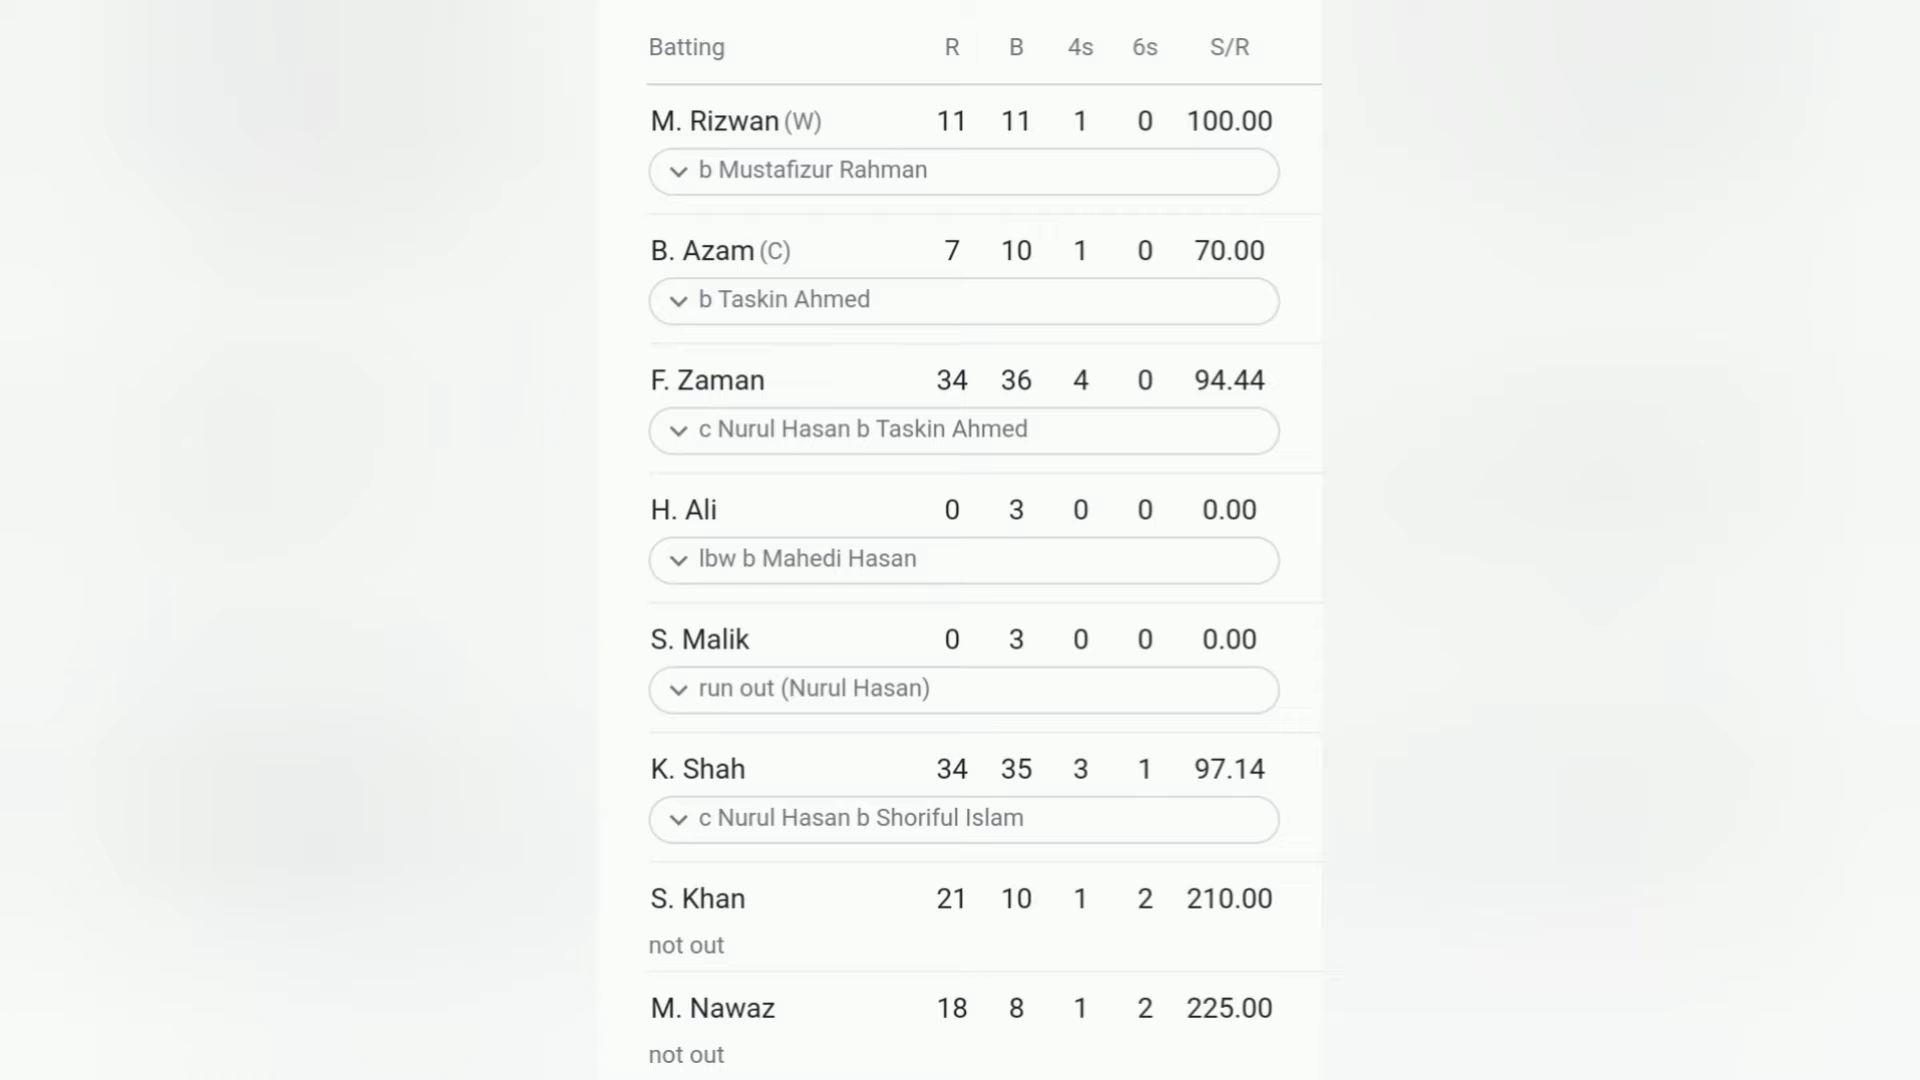 Batting R B 4s 6s S/R
M. Rizwan (W) 11 11 1 0 100.00
b Mustafizur Rahman
B. Azam (C) 7 10 1 0 70.00
b Taskin Ahmed
F. Zaman 34 36 4 0 94.44
c Nurul Hasan b Taskin Ahmed
H. Ali 0 3 0 0 0.00
lbw b Mahedi Hasan
S. Malik 0 3 0 0 0.00
run out (Nurul Hasan)
K. Shah 34 35 3 1 97.14
c Nurul Hasan b Shoriful Islam
S. Khan 21 10 1 2 210.00
not out
M. Nawaz 18 8 1 2 225.00
not out